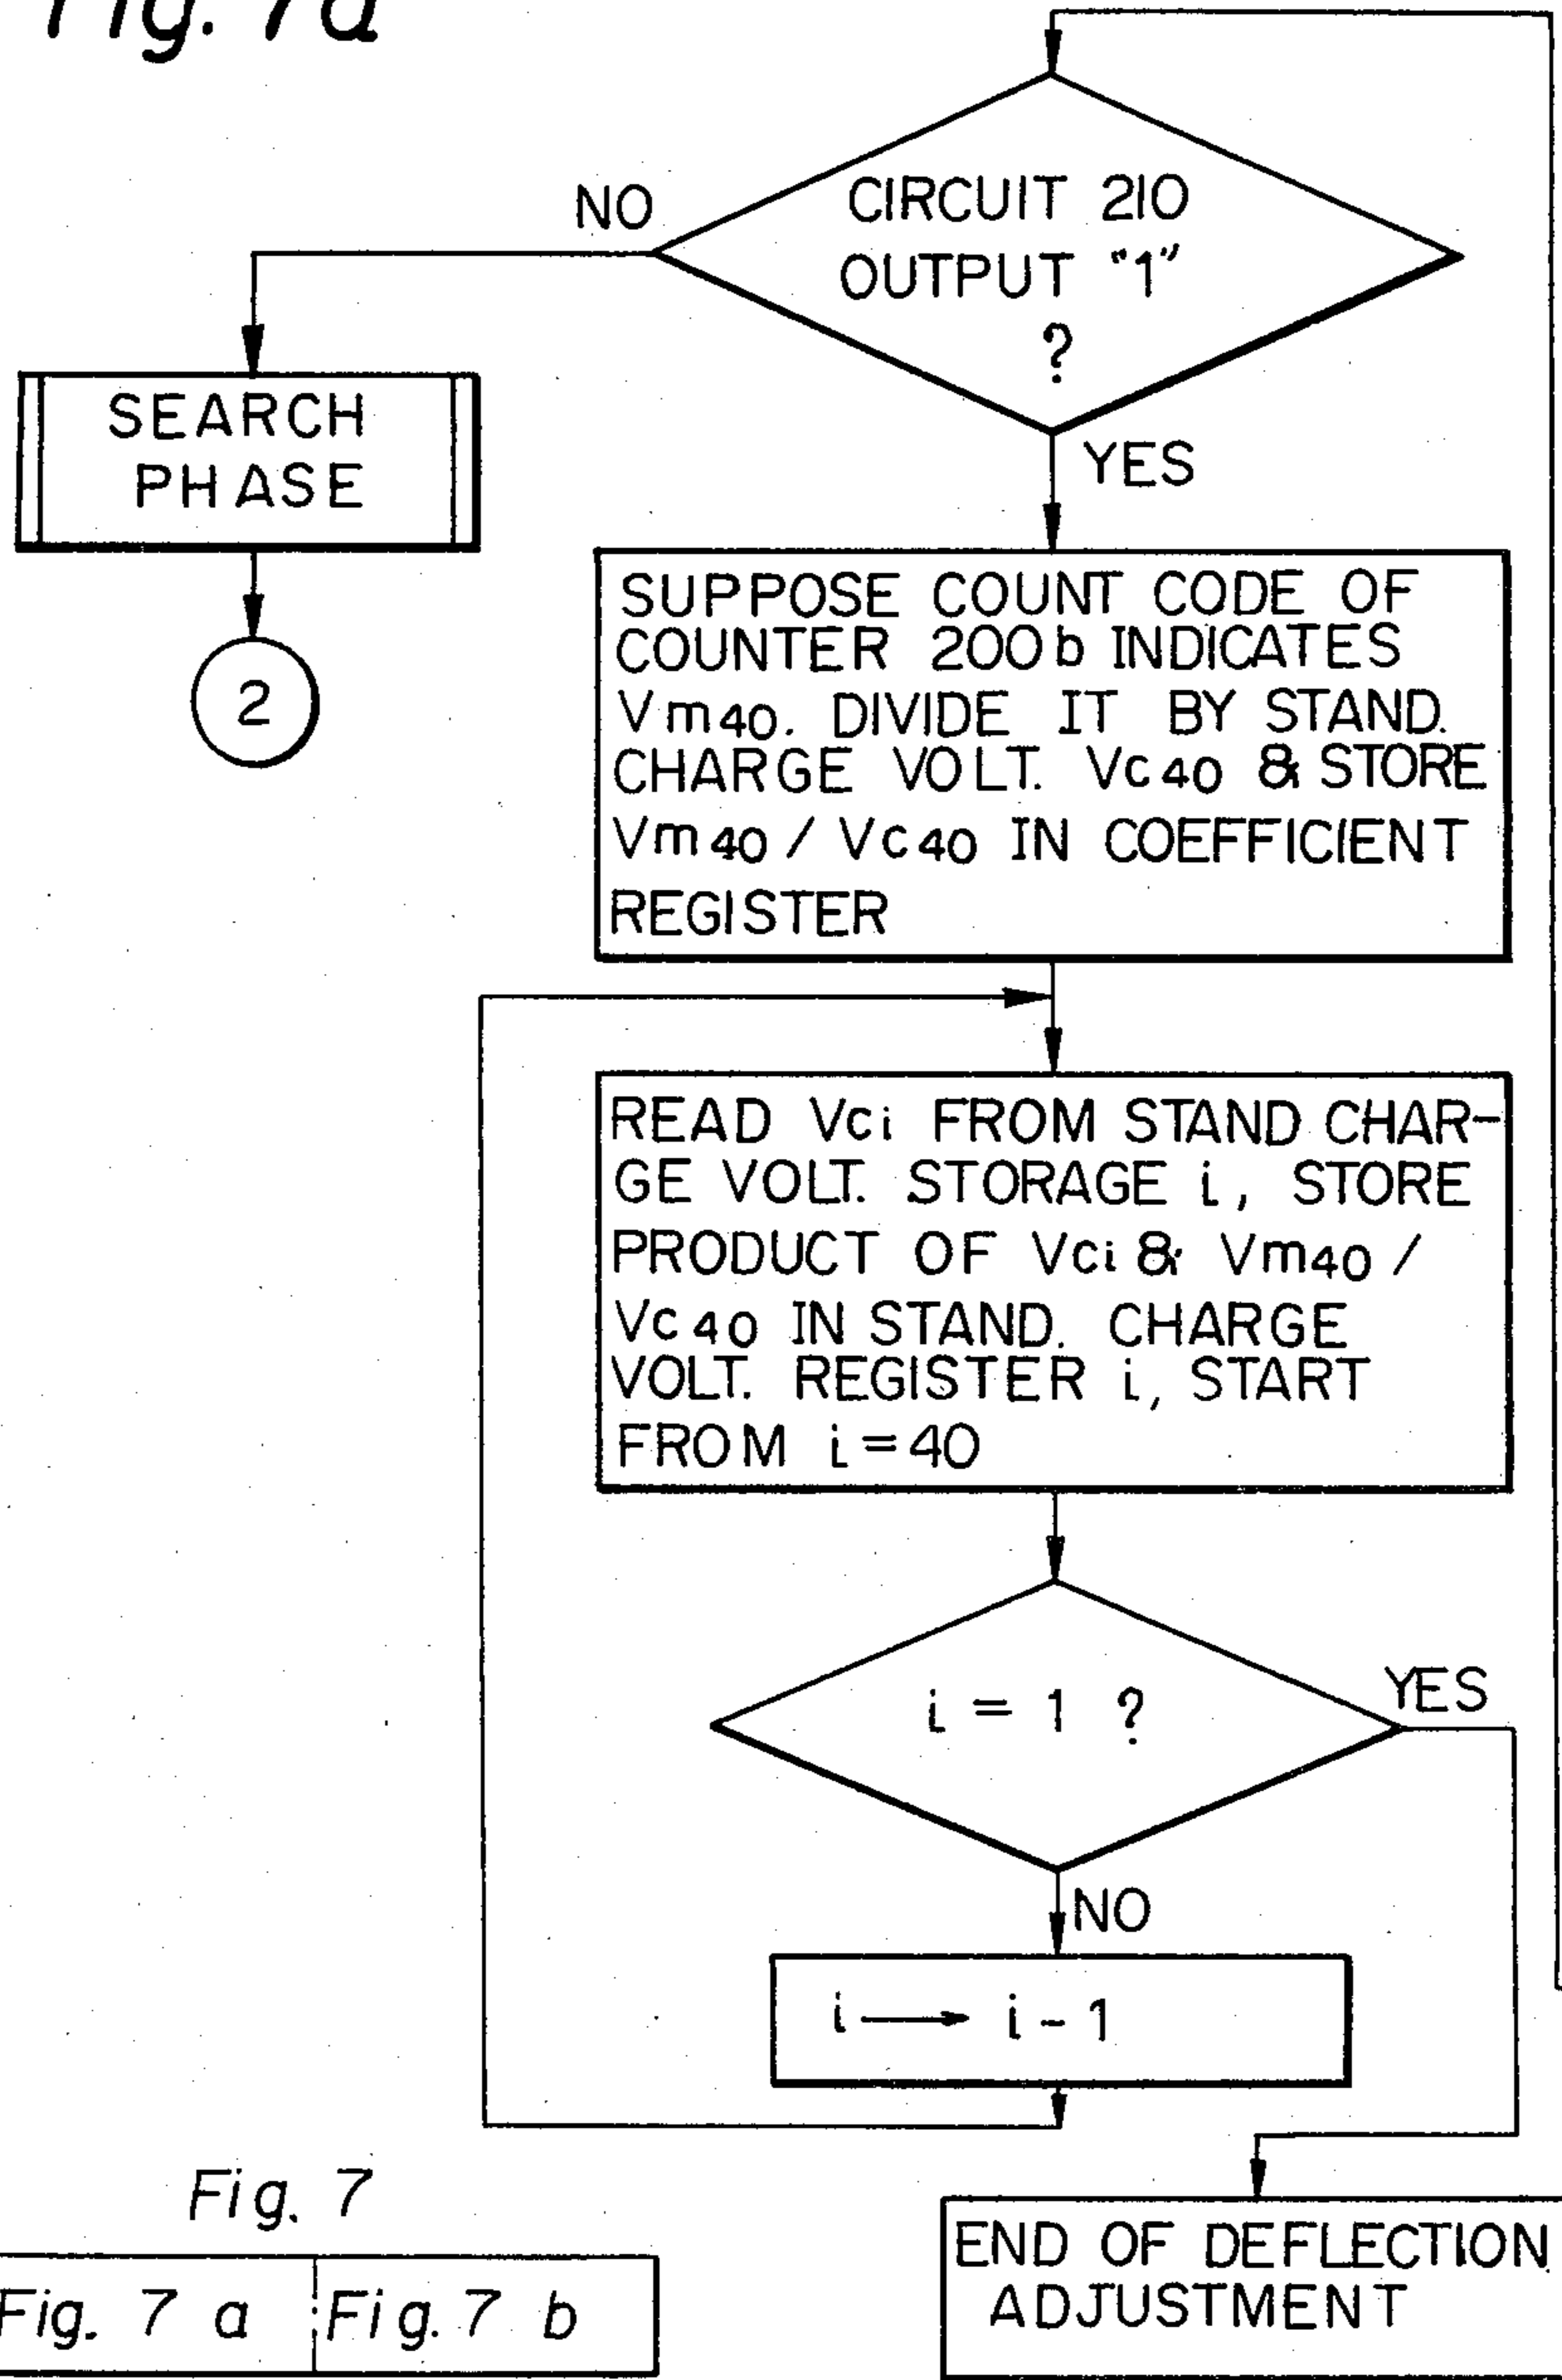 Fig. 7a
CIRCUIT 210
OUTPUT "1"
?
NO
YES
SEARCH
PHASE
2
SUPPOSE COUNT CODE OF
COUNTER 200b INDICATES
Vm40. DIVIDE IT BY STAND.
CHARGE VOLT. Vc40 & STORE
Vm40 / Vc40 IN COEFFICIENT
REGISTER
READ Vci FROM STAND CHAR-
GE VOLT. STORAGE i, STORE
PRODUCT OF Vci & Vm40 /
Vc40 IN STAND. CHARGE
VOLT. REGISTER i, START
FROM i=40
i = 1 ?
YES
NO
i → i-1
END OF DEFLECTION
ADJUSTMENT
Fig. 7
Fig. 7 a Fig. 7 b